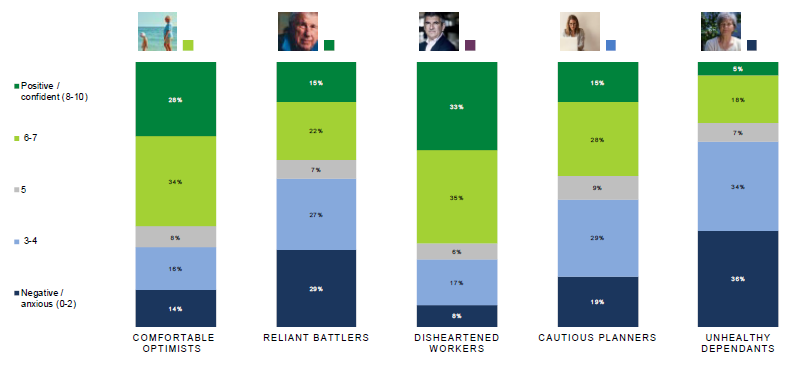 Positive /
confident (8-10)
6-7
5
3-4
Negative /
anxious (0-2)
28%
34%
8%
16%
14%
COMFORTABLE
OPTIMISTS
15%
22%
7%
27%
29%
RELIANT BATTLERS
33%
35%
6%
17%
8%
DISHEARTENED
WORKERS
15%
28%
9%
29%
19%
CAUTIOUS PLANNERS
5%
18%
7%
34%
36%
UNHEALTHY
DEPENDANTS